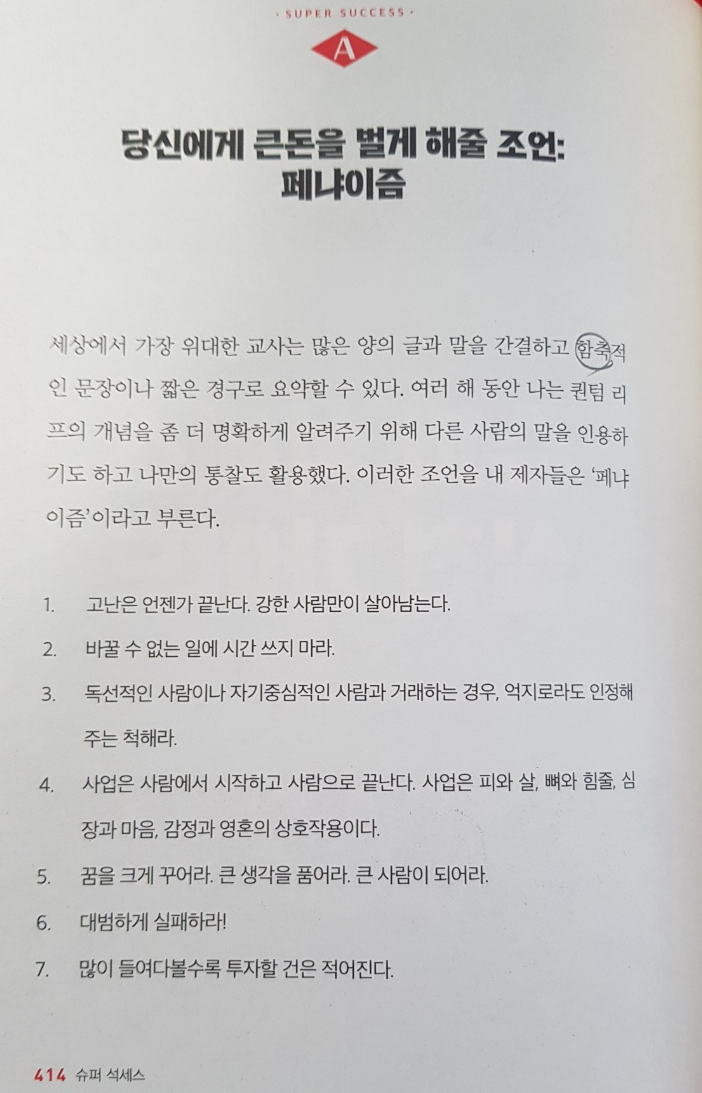 · SUPER SUCCESS ·
A
당신에게 큰돈을 벌게 해줄 조언:
페냐이즘
세상에서 가장 위대한 교사는 많은 양의 글과 말을 간결하고 함축적
인 문장이나 짧은 경구로 요약할 수 있다. 여러 해 동안 나는 퀀텀 리
프의 개념을 좀 더 명확하게 알려주기 위해 다른 사람의 말을 인용하
기도 하고 나만의 통찰도 활용했다. 이러한 조언을 내 제자들은 ‘페냐
이즘’이라고 부른다.
1. 고난은 언젠가 끝난다. 강한 사람만이 살아남는다.
2. 바꿀 수 없는 일에 시간 쓰지 마라.
3. 독선적인 사람이나 자기중심적인 사람과 거래하는 경우, 억지로라도 인정해
주는 척해라.
4. 사업은 사람에서 시작하고 사람으로 끝난다. 사업은 피와 살, 뼈와 힘줄, 심
장과 마음, 감정과 영혼의 상호작용이다.
5. 꿈을 크게 꾸어라. 큰 생각을 품어라. 큰 사람이 되어라.
6. 대범하게 실패하라!
7. 많이 들여다볼수록 투자할 건은 적어진다.
414 슈퍼 석세스